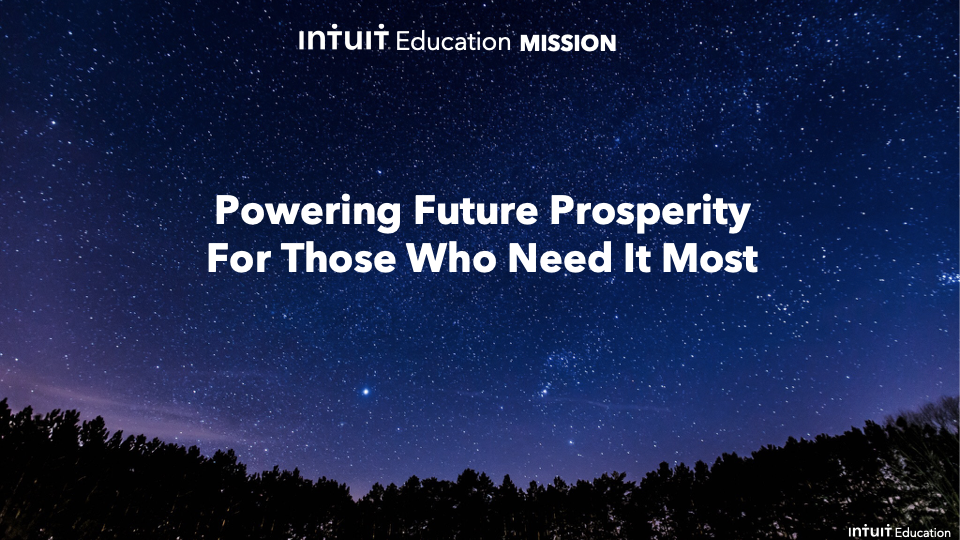 INTUIT Education MISSION
Powering Future Prosperity
For Those Who Need It Most
INTUIT Education